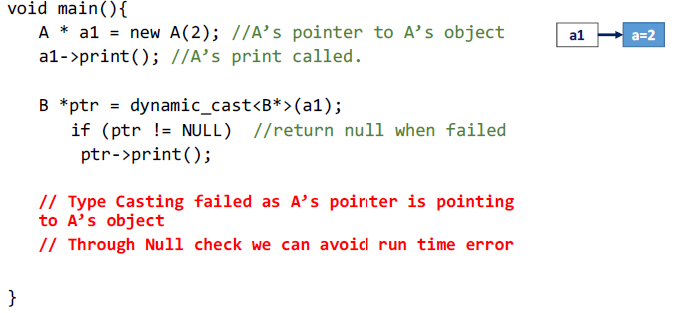 void main(){
A * a1 = new A(2); //A’s pointer to A’s object
a1->print(); //A’s print called.
a1
a=2
B *ptr = dynamic_cast<B*>(a1);
if (ptr != NULL)  //return null when failed
ptr->print();
// Type Casting failed as A’s pointer is pointing
to A’s object
// Through Null check we can avoid run time error
}